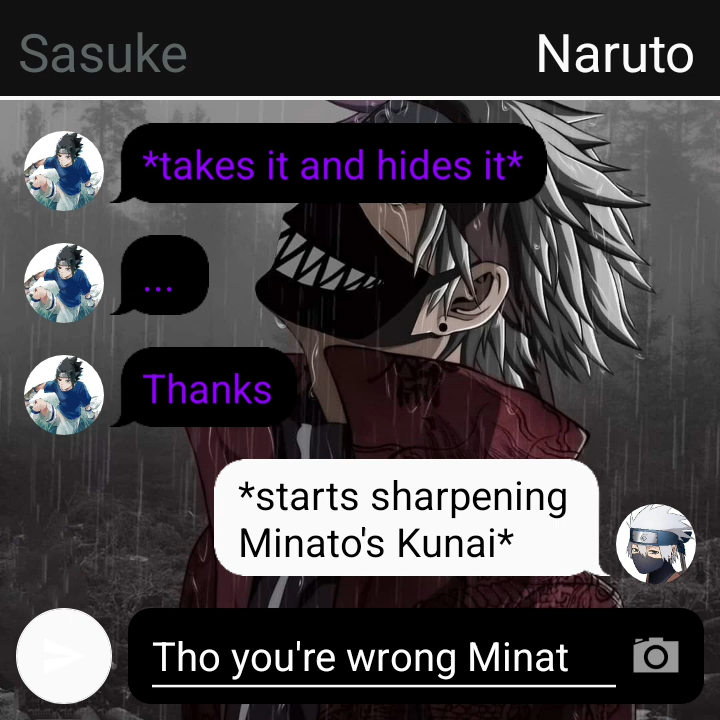 Sasuke
Naruto
*takes it and hides it*
...
Thanks
*starts sharpening
Minato's Kunai*
Tho you're wrong Minat